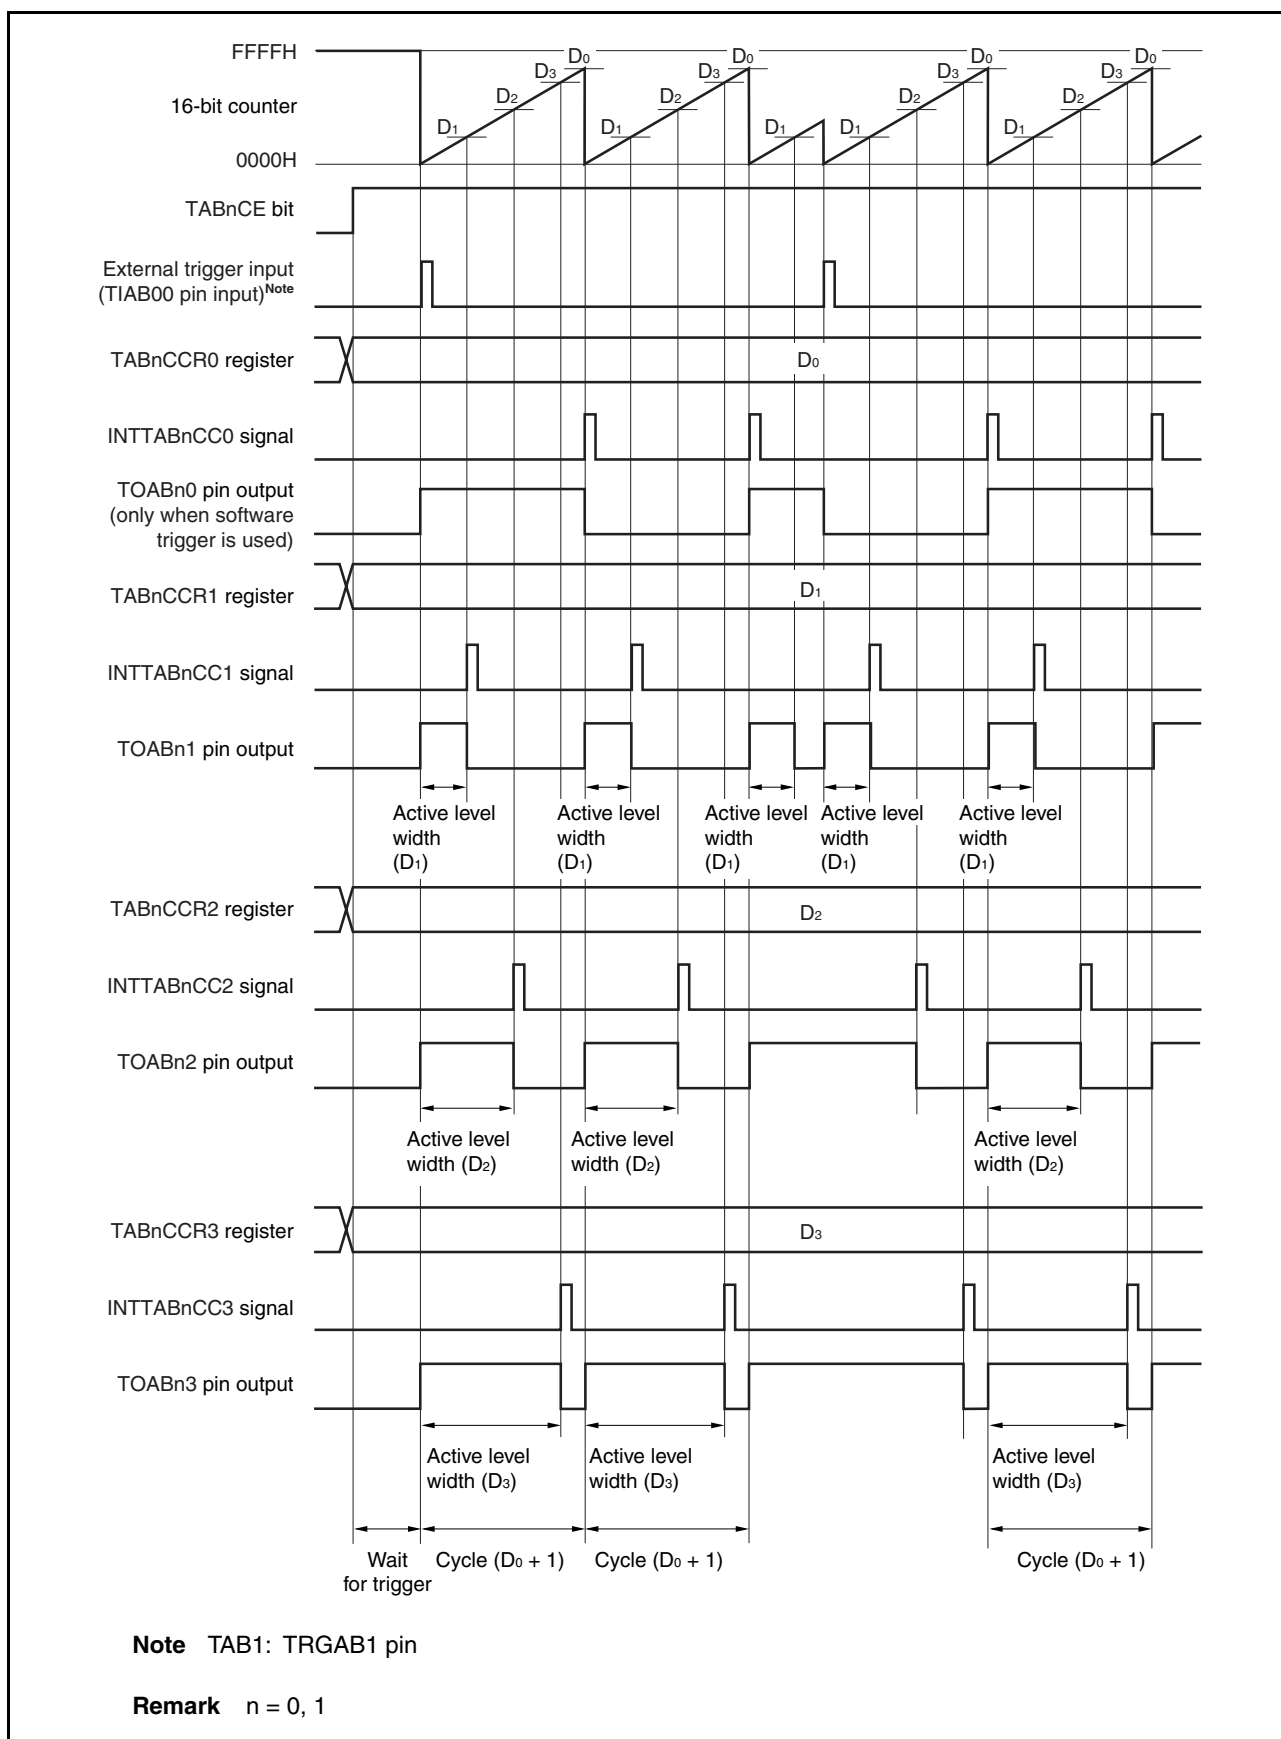 FFFFH
D0 D0 D0 D0
D3 D3 D3 D3
16-bit counter
D2 D2 D2 D2
D1 D1 D1 D1 D1
0000H
TABnCE bit
External trigger input
(TIAB00 pin input)Note
TABnCCR0 register
D0
INTTABnCC0 signal
TOABn0 pin output
(only when software
trigger is used)
TABnCCR1 register
D1
INTTABnCC1 signal
TOABn1 pin output
Active level
width
(D1)
Active level
width
(D1)
Active level
width
(D1)
Active level
width
(D1)
Active level
width
(D1)
TABnCCR2 register
D2
INTTABnCC2 signal
TOABn2 pin output
Active level
width (D2)
Active level
width (D2)
Active level
width (D2)
TABnCCR3 register
D3
INTTABnCC3 signal
TOABn3 pin output
Active level
width (D3)
Active level
width (D3)
Active level
width (D3)
Wait
for trigger
Cycle (D0 + 1)
Cycle (D0 + 1)
Cycle (D0 + 1)
Note TAB1: TRGAB1 pin
Remark n = 0, 1